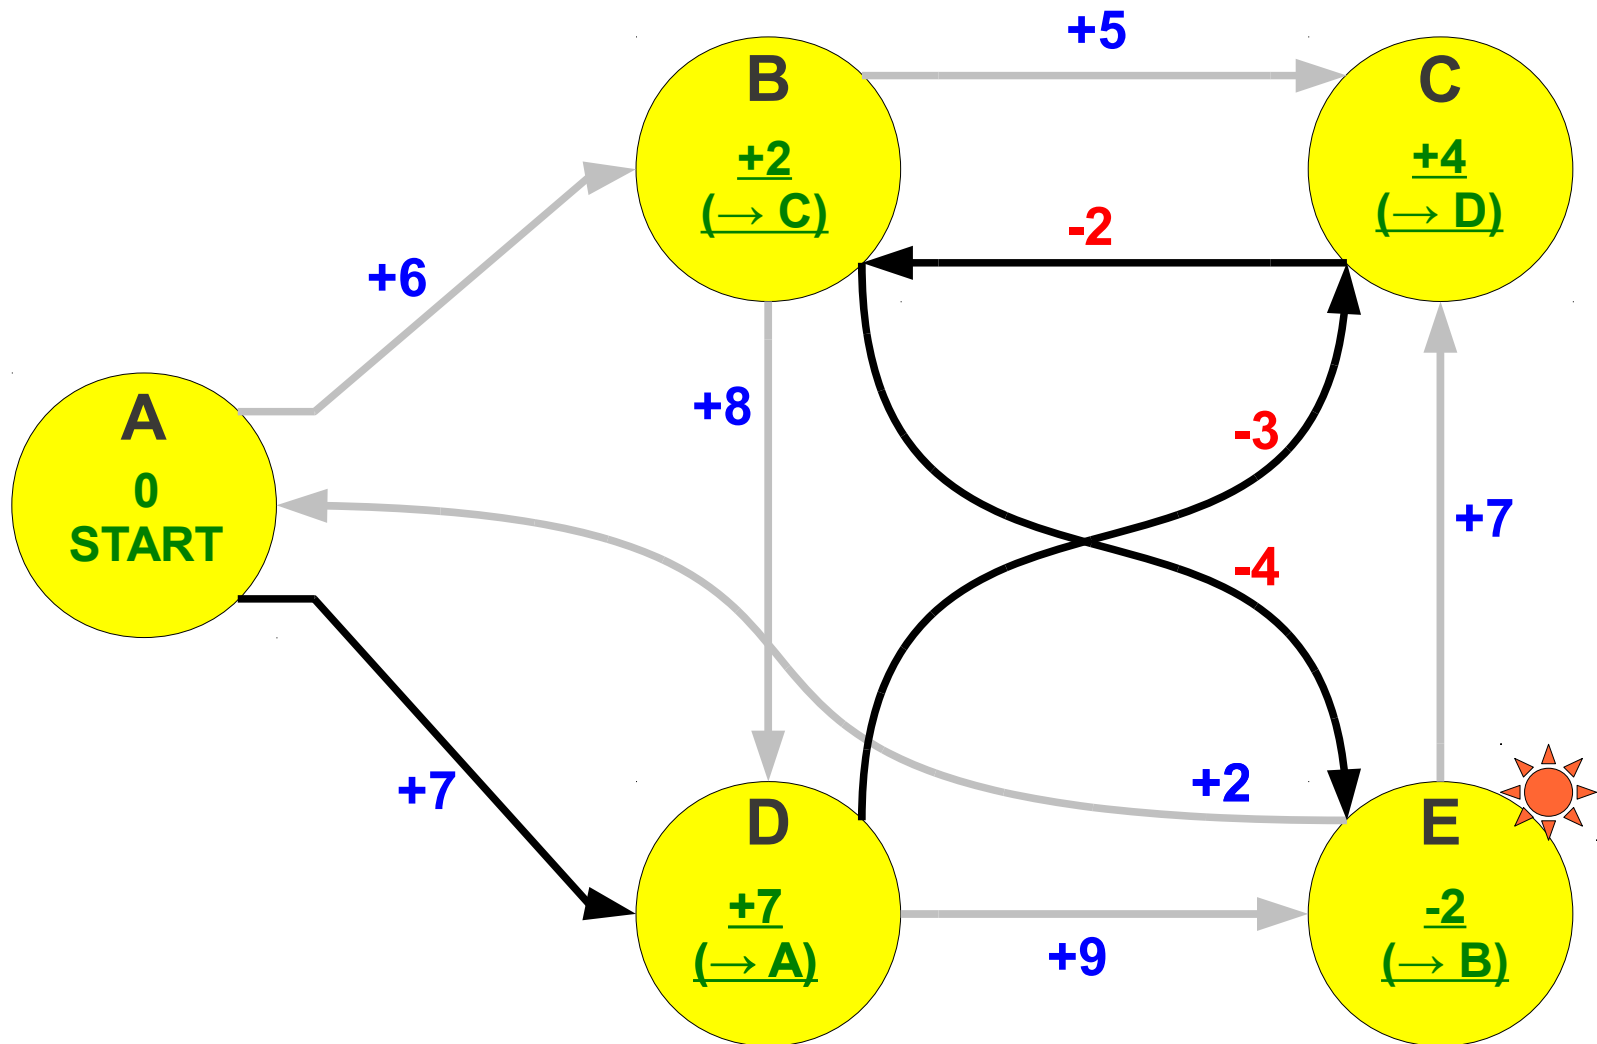 +5
B
+2
(→ C)
C
+4
(→ D)
-2
+6
A
0
START
+8
-3
-4
+7
+7
+2
D
+7
(→ A)
+9
E
-2
(→ B)